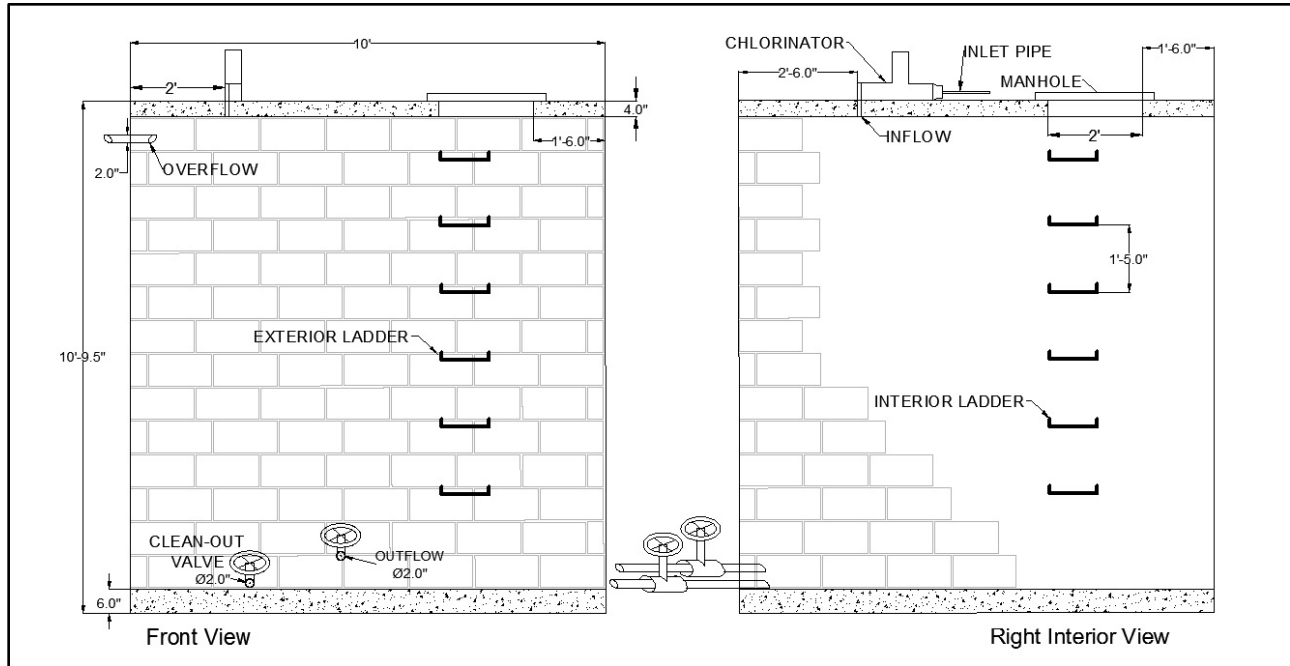 10'
2'
4.0"
1'-6.0"
OVERFLOW
2.0"
EXTERIOR LADDER
10'-9.5"
CLEAN-OUT
VALVE
Ø2.0"
OUTFLOW
Ø2.0"
6.0"
Front View
CHLORINATOR
INLET PIPE
1'-6.0"
2'-6.0"
MANHOLE
INFLOW
2'
1'-5.0"
INTERIOR LADDER
Right Interior View